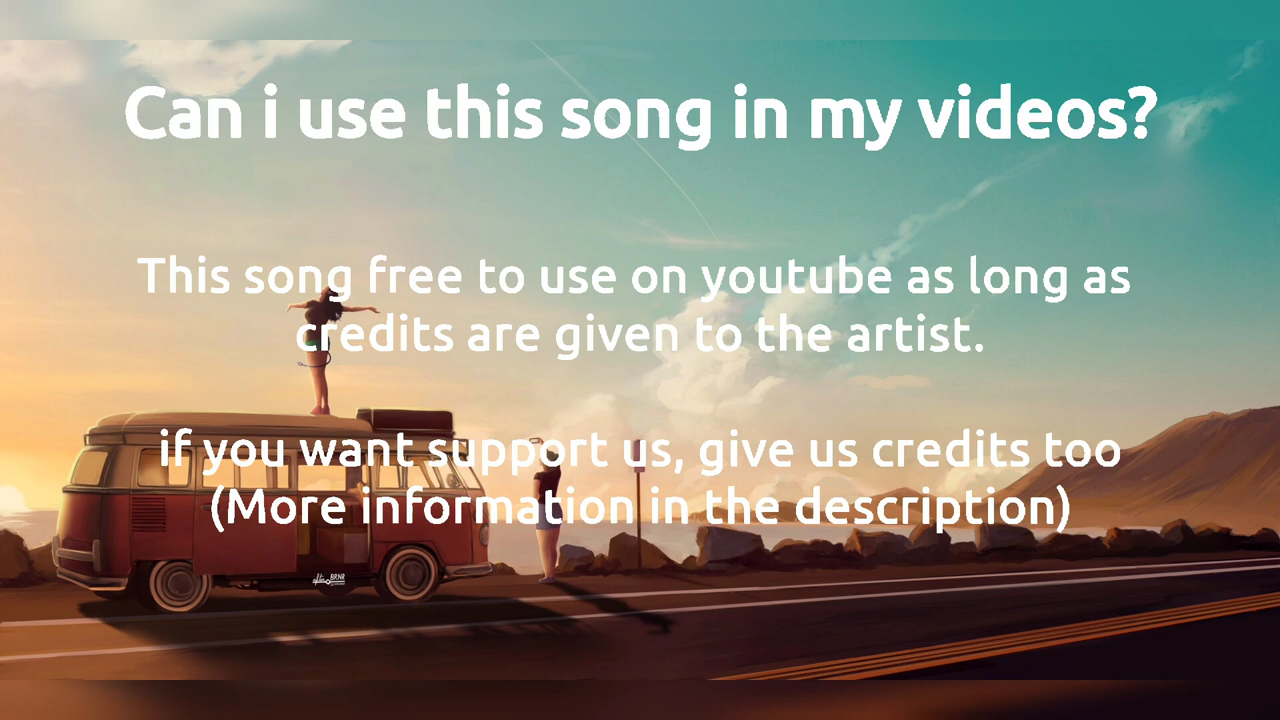 Can i use this song in my videos?
This song free to use on youtube as long as
credits are given to the artist.
if you want support us, give us credits too
(More information in the description)